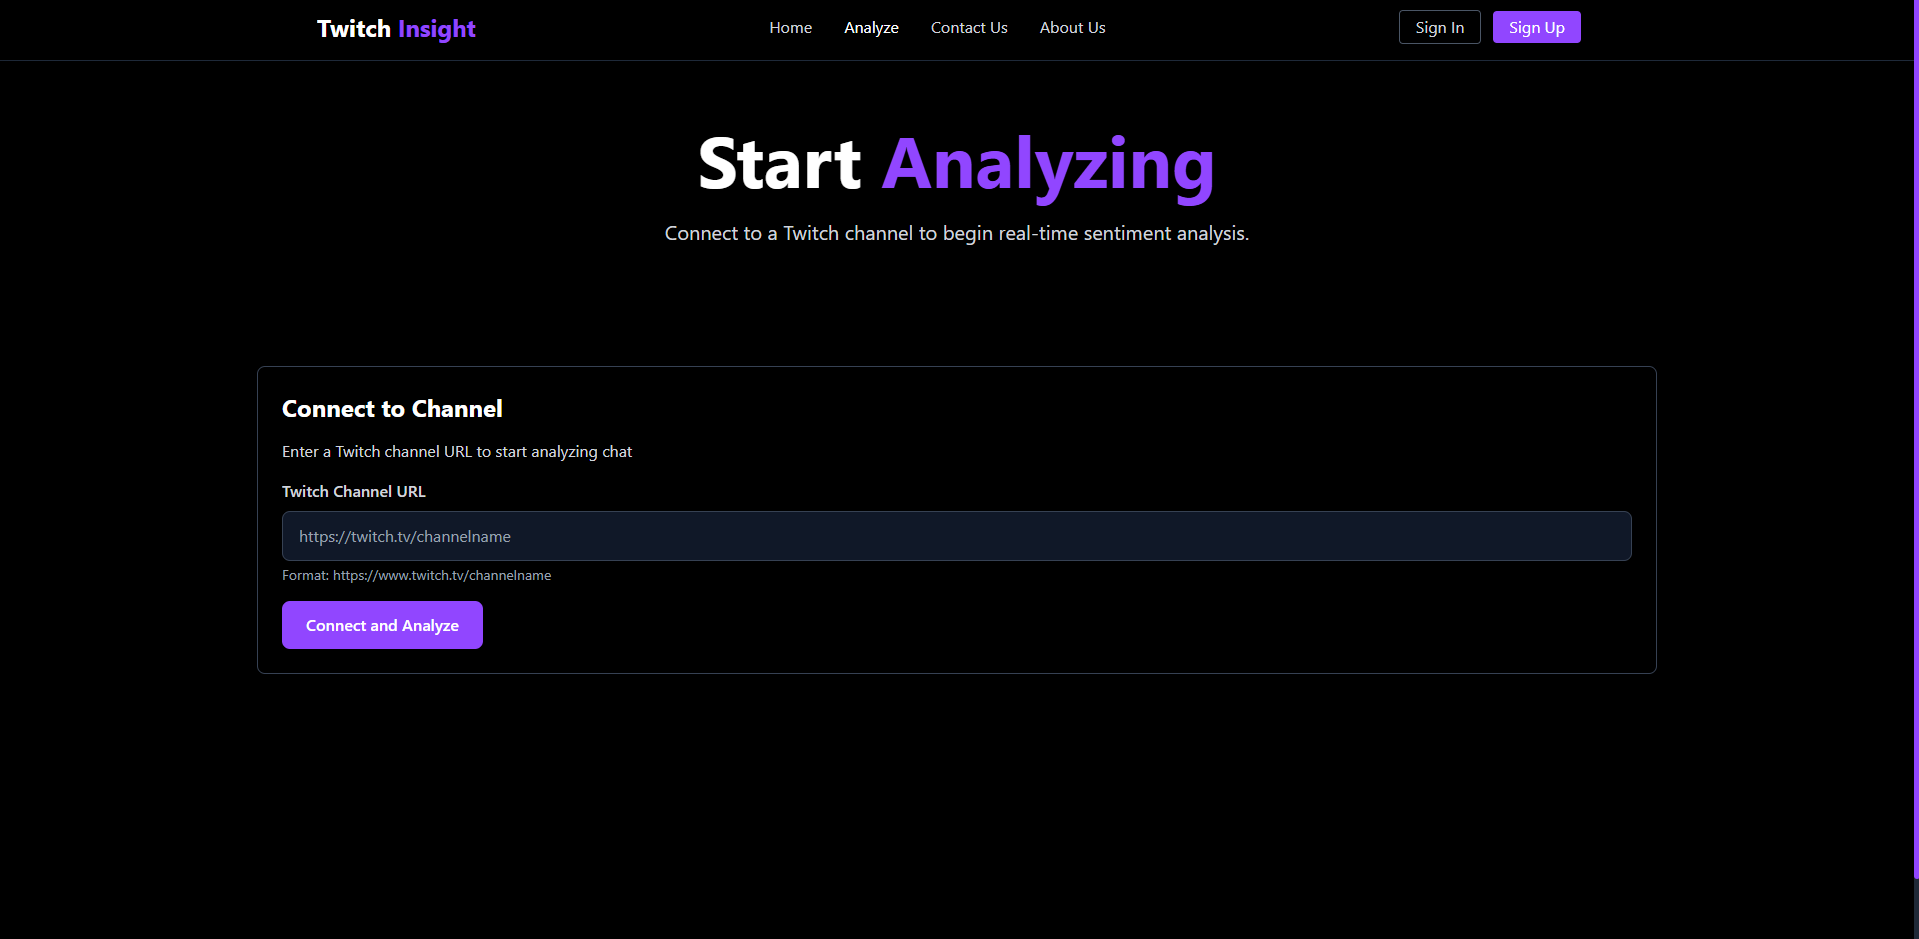 Twitch Insight
Home Analyze Contact Us About Us
Sign In Sign Up
Start Analyzing
Connect to a Twitch channel to begin real-time sentiment analysis.
Connect to Channel
Enter a Twitch channel URL to start analyzing chat
Twitch Channel URL
https://twitch.tv/channelname
Format: https://www.twitch.tv/channelname
Connect and Analyze